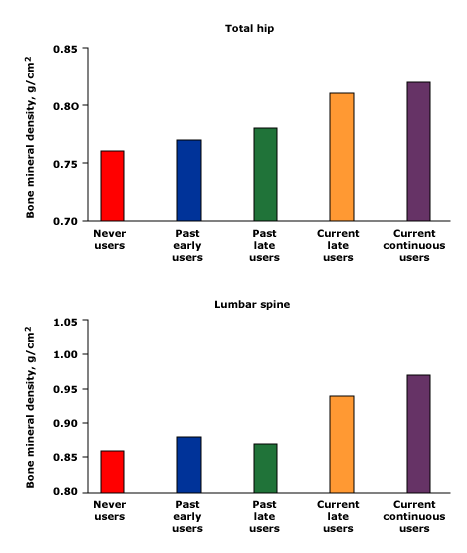 Total hip
Bone mineral density, g/cm²
0.85
0.80
0.75
0.70
Never
users
Past
early
users
Past
late
users
Current
late
users
Current
continuous
users
Lumbar spine
Bone mineral density, g/cm²
1.05
1.00
0.95
0.90
0.85
0.80
Never
users
Past
early
users
Past
late
users
Current
late
users
Current
continuous
users